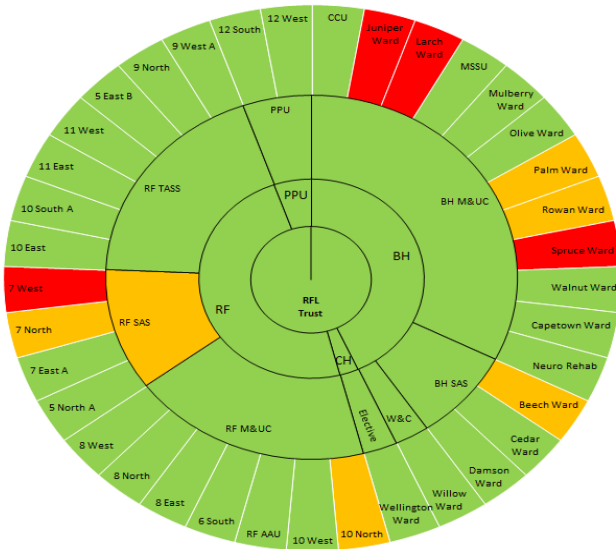 RFL
Trust
BH
CH
RF
PPU
BH M&UC
BH SAS
W&C
Elective
RF M&UC
RF SAS
RF TASS
PPU
CCU
Juniper
Ward
Larch
Ward
MSSU
Mulberry
Ward
Olive Ward
Palm Ward
Rowan Ward
Spruce Ward
Walnut Ward
Capetown Ward
Neuro Rehab
Beech Ward
Cedar
Ward
Damson
Ward
Willow
Ward
Wellington
Ward
10 North
10 West
RF AAU
6 South
8 East
8 North
8 West
5 North A
7 East A
7 North
7 West
10 East
10 South A
11 East
11 West
5 East B
9 North
9 West A
12 South
12 West